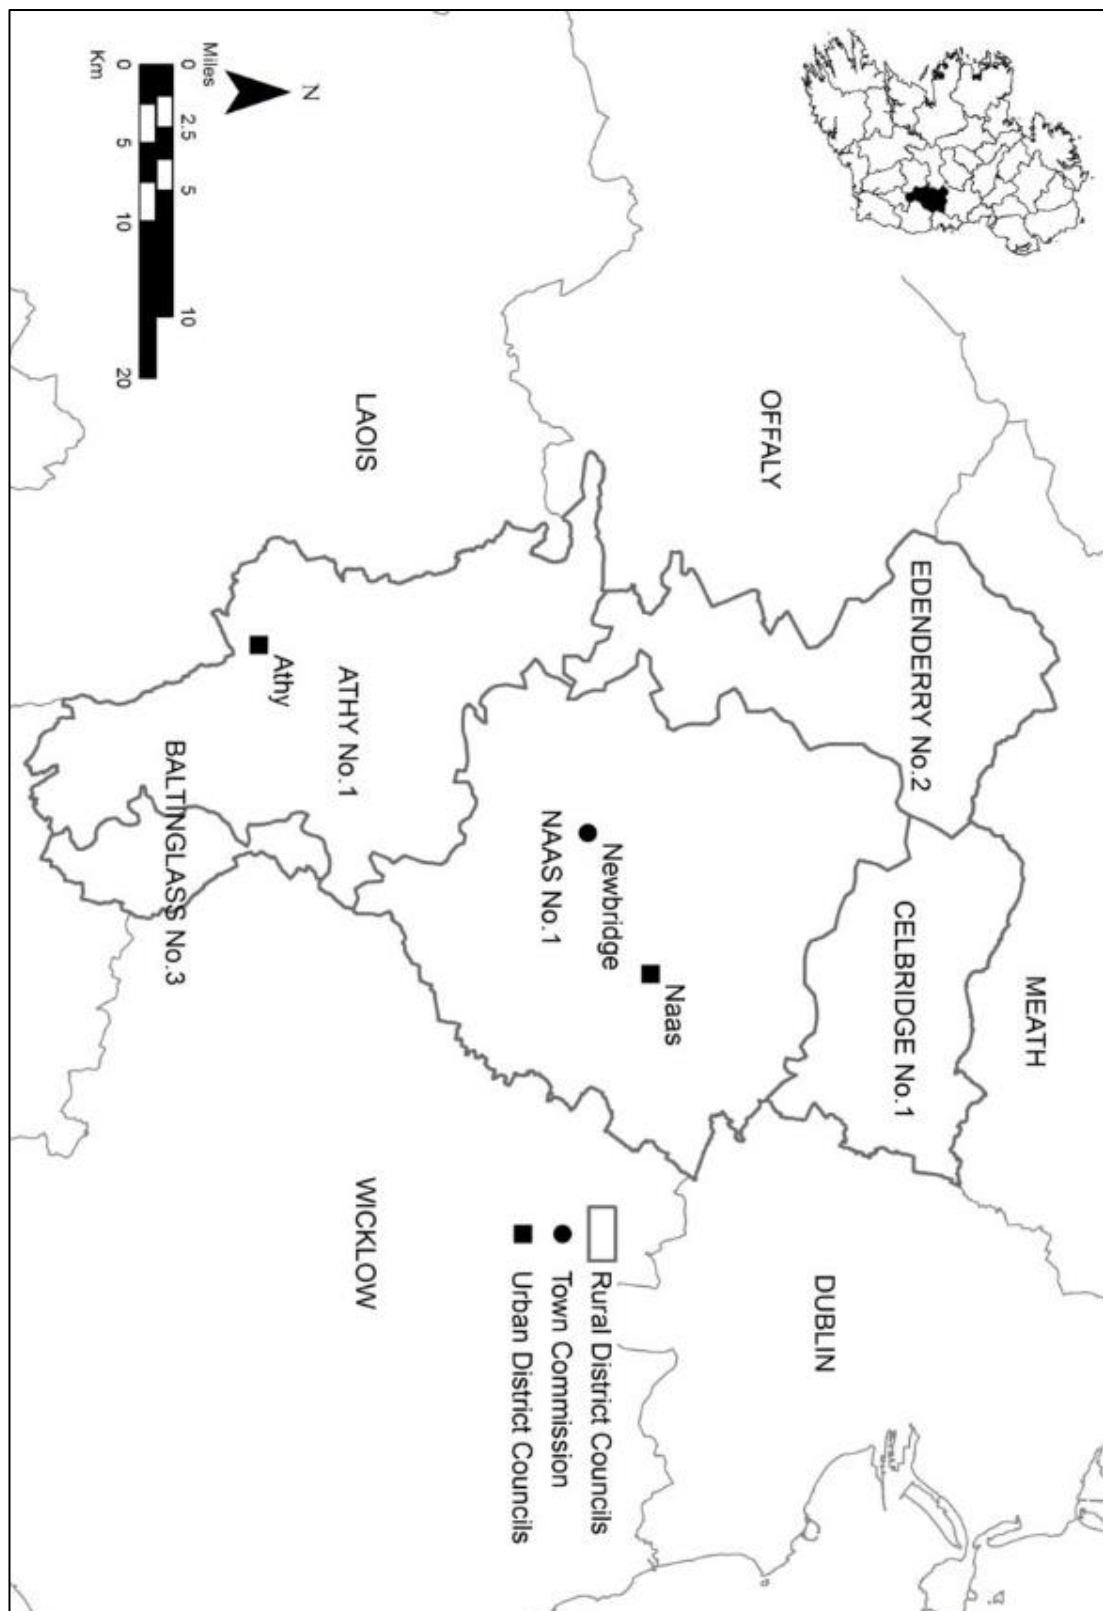 MEATH
DUBLIN
EDENDERRY No.2
CELBRIDGE No.1
OFFALY
Naas
Newbridge
NAAS No.1
Rural District Councils
Town Commission
Urban District Councils
LAOIS
ATHY No.1
Athy
BALTINGLASS No.3
WICKLOW
N
Miles
0 2.5 5 10
0 5 10 20
Km